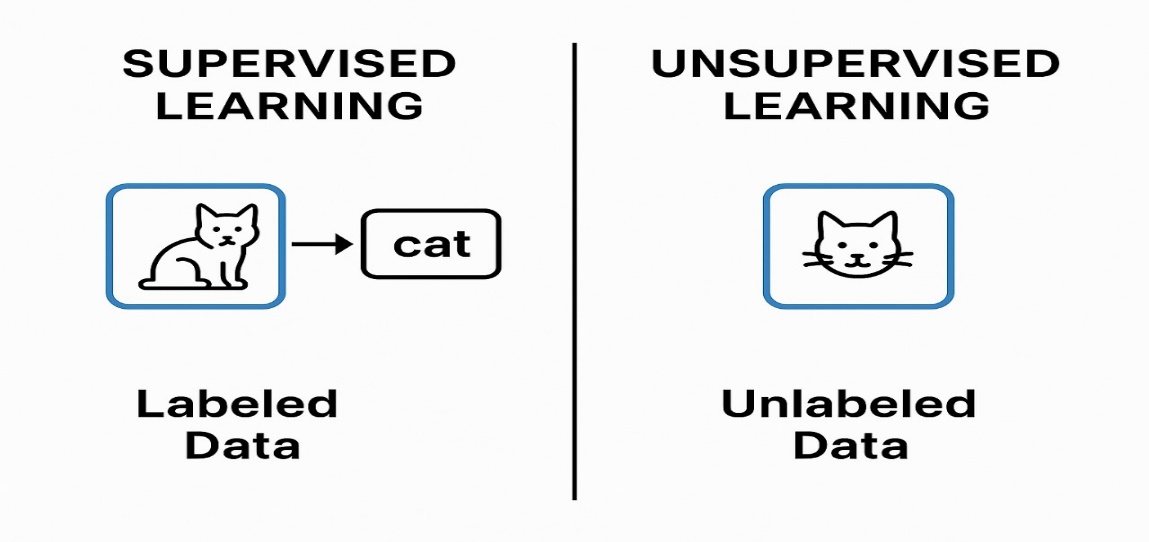 SUPERVISED
LEARNING
cat
Labeled
Data
UNSUPERVISED
LEARNING
Unlabeled
Data